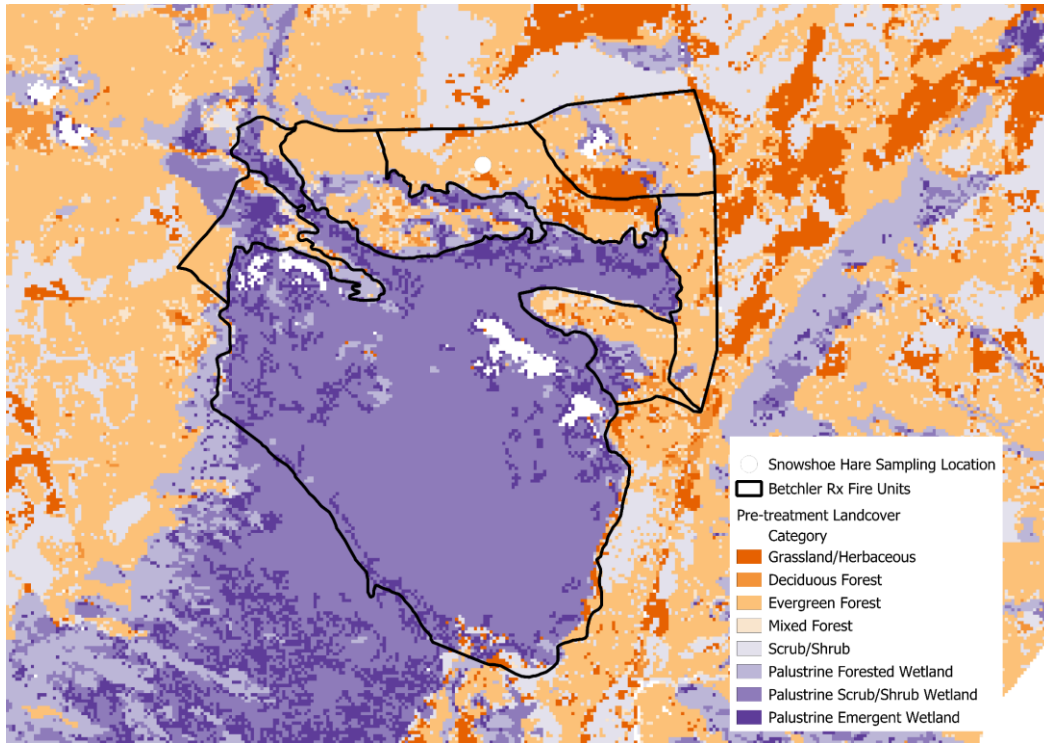 Snowshoe Hare Sampling Location
Betchler Rx Fire Units
Pre-treatment Landcover
Category
Grassland/Herbaceous
Deciduous Forest
Evergreen Forest
Mixed Forest
Scrub/Shrub
Palustrine Forested Wetland
Palustrine Scrub/Shrub Wetland
Palustrine Emergent Wetland